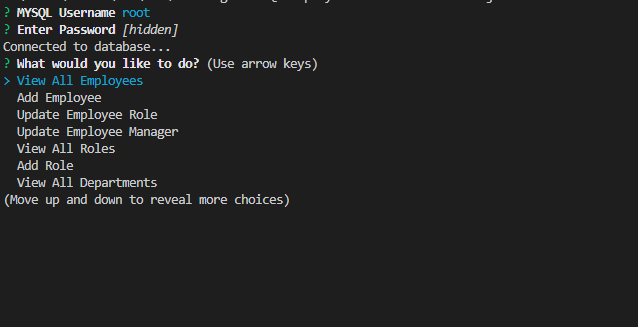 ? MYSQL Username root
? Enter Password [hidden]
Connected to database...
? What would you like to do? (Use arrow keys)
> View All Employees
Add Employee
Update Employee Role
Update Employee Manager
View All Roles
Add Role
View All Departments
(Move up and down to reveal more choices)